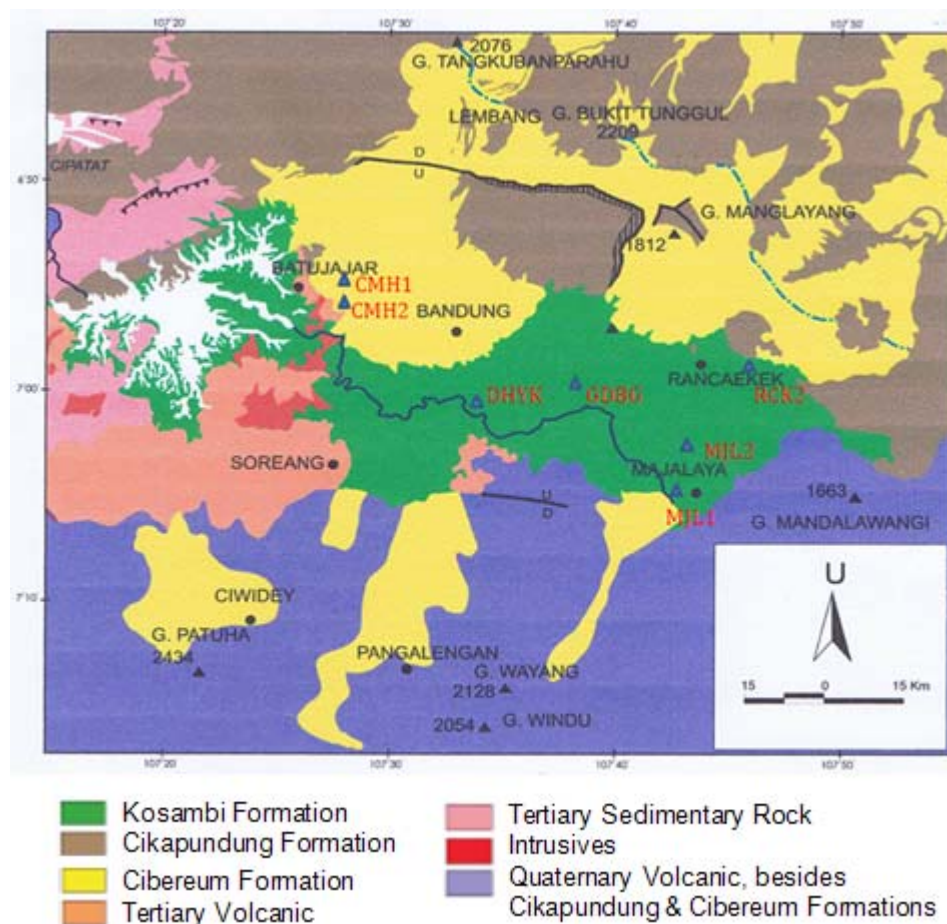 107°20 107°30 107°40 107°50
2076
G. TANGKUBANPARAHU
LEMBANG
G. BUKIT TUNGGUL
2209
CIPATAT
D
U
6'30
G. MANGLAYANG
1812
BATUJAJAR
CMH1
CMH2
BANDUNG
RANCAEKEK
7'00
DHYK
GDBG
RCK2
SOREANG
MJL2
MAJALAYA
MJL1
U
D
1663
G. MANDALAWANGI
U
15 0 15 Km
7'10
CIWIDEY
G. PATUHA
2434
PANGALENGAN
G. WAYANG
2128
2054
G. WINDU
107°20 107°30 107°40 107°50
Kosambi Formation
Cikapundung Formation
Cibereum Formation
Tertiary Volcanic
Tertiary Sedimentary Rock
Intrusives
Quaternary Volcanic, besides
Cikapundung & Cibereum Formations